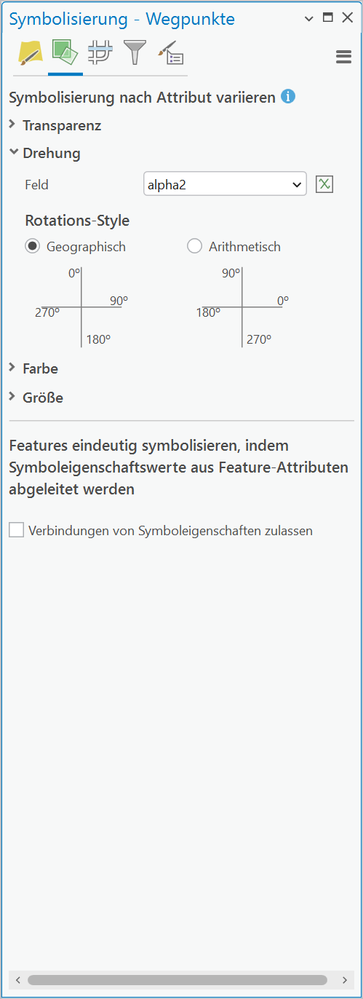 Symbolisierung - Wegpunkte
Symbolisierung nach Attribut variieren
Transparenz
Drehung
Feld alpha2
Rotations-Style
Geographisch Arithmetisch
0° 90°
90° 0°
270° 180°
180° 270°
Farbe
Größe
Features eindeutig symbolisieren, indem
Symboleigenschaftswerte aus Feature-Attributen
abgeleitet werden
Verbindungen von Symboleigenschaften zulassen